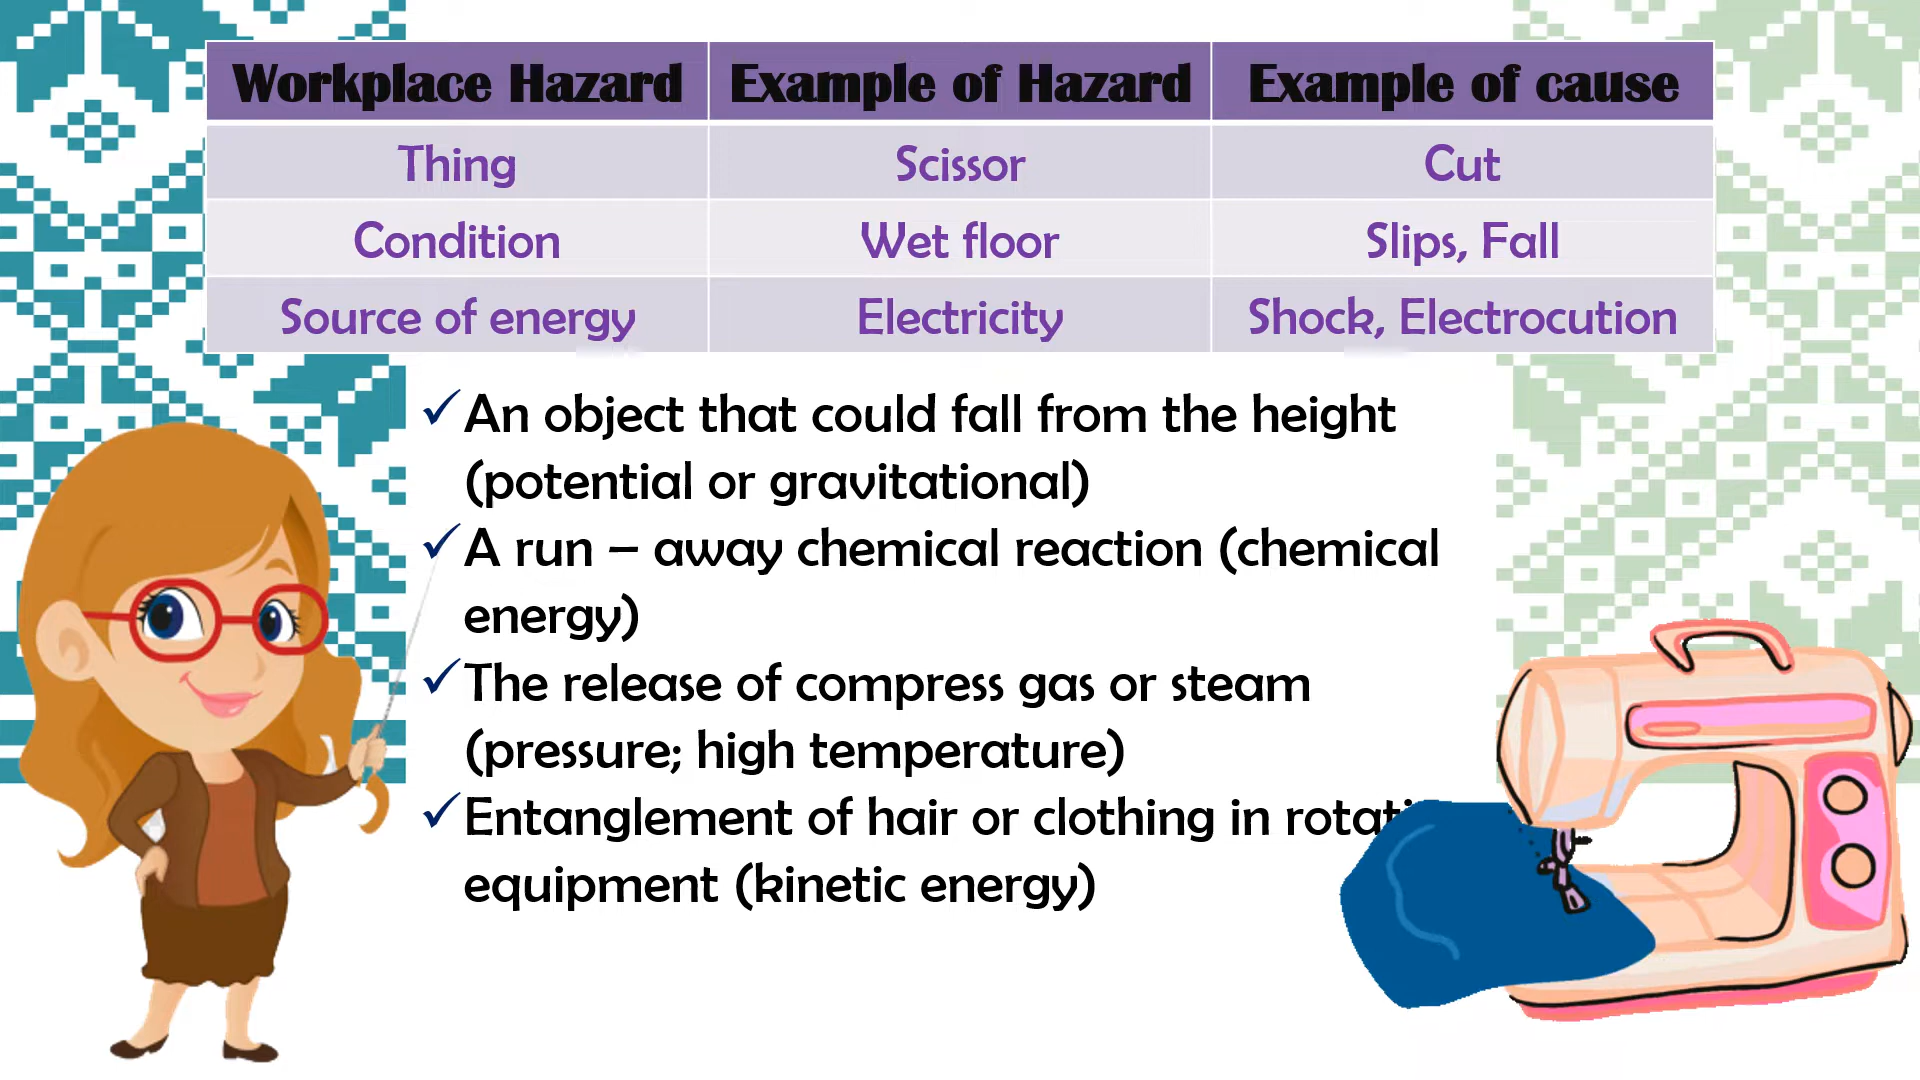 Workplace Hazard Example of Hazard Example of cause
Thing Scissor Cut
Condition Wet floor Slips, Fall
Source of energy Electricity Shock, Electrocution
✓An object that could fall from the height
(potential or gravitational)
✓A run – away chemical reaction (chemical
energy)
✓The release of compress gas or steam
(pressure; high temperature)
✓Entanglement of hair or clothing in
equipment (kinetic energy)